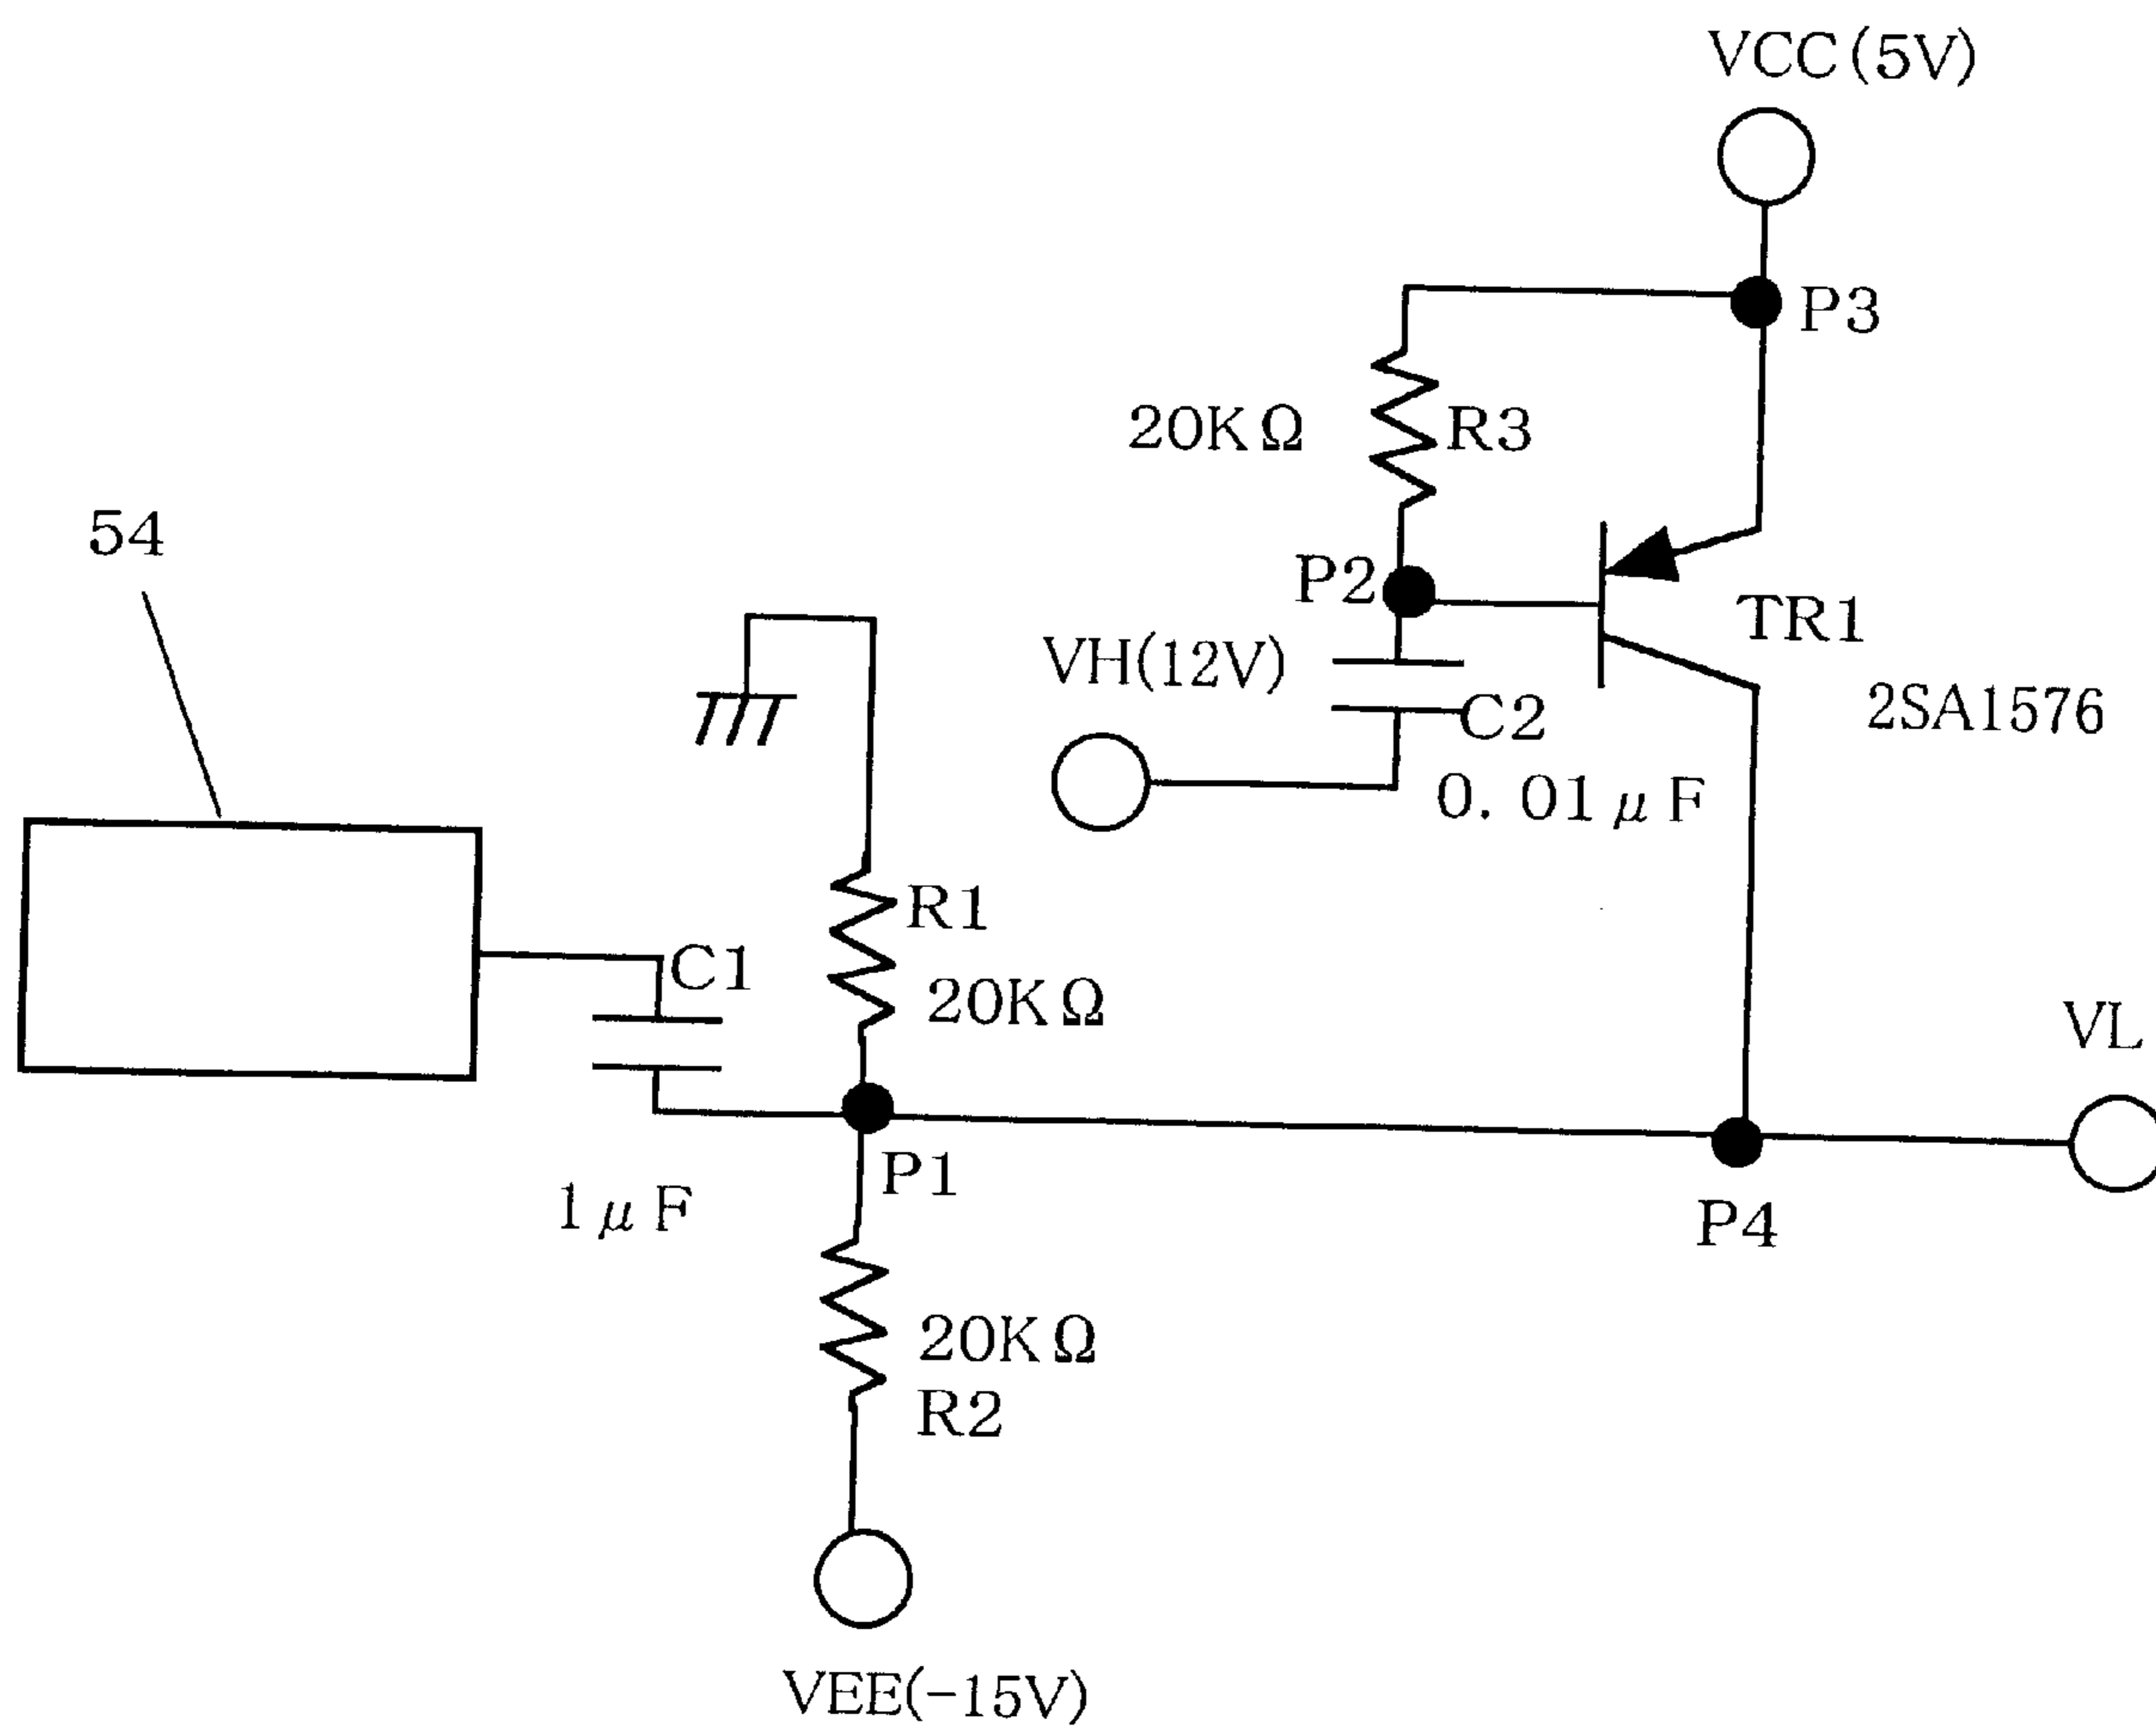 VCC(5V)
P3
20KΩ
R3
54
P2
TR1
VH(12V)
2SA1576
C2
0. 01μF
R1
C1
20KΩ
VL
P1
1μF
P4
20KΩ
R2
VEE(-15V)